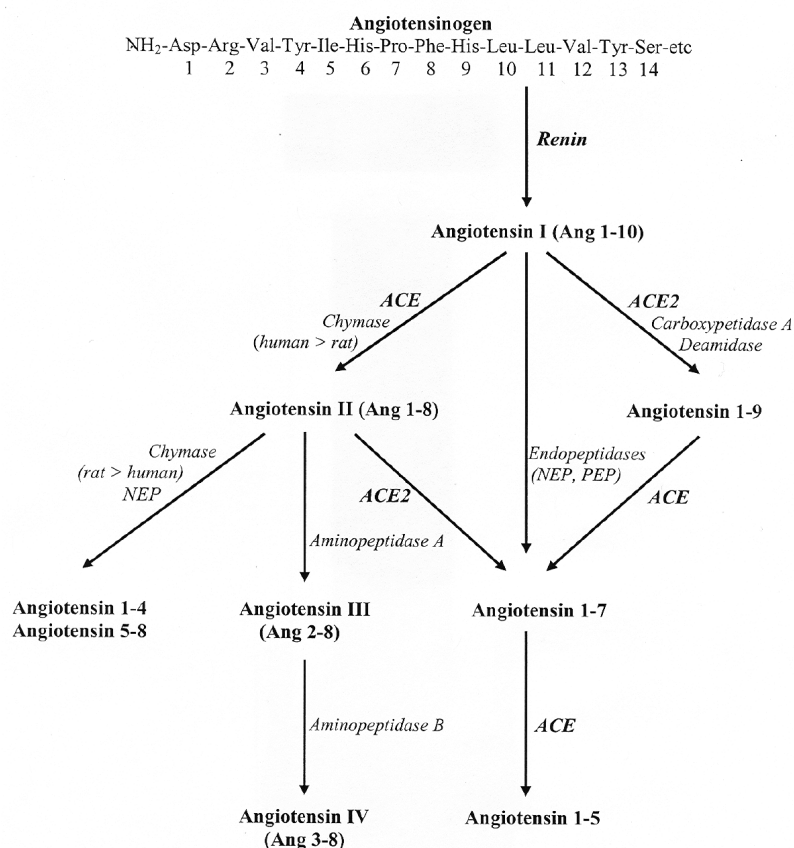 Angiotensinogen
NH2-Asp-Arg-Val-Tyr-Ile-His-Pro-Phe-His-Leu-Leu-Val-Tyr-Ser-etc
1 2 3 4 5 6 7 8 9 10 11 12 13 14
Renin
Angiotensin I (Ang 1-10)
ACE
Chymase
(human > rat)
ACE2
Carboxypetidase A
Deamidase
Angiotensin II (Ang 1-8)
Angiotensin 1-9
Chymase
(rat > human)
NEP
ACE2
Endopeptidases
(NEP, PEP)
ACE
Aminopeptidase A
Angiotensin 1-4
Angiotensin 5-8
Angiotensin III
(Ang 2-8)
Angiotensin 1-7
Aminopeptidase B
ACE
Angiotensin IV
(Ang 3-8)
Angiotensin 1-5